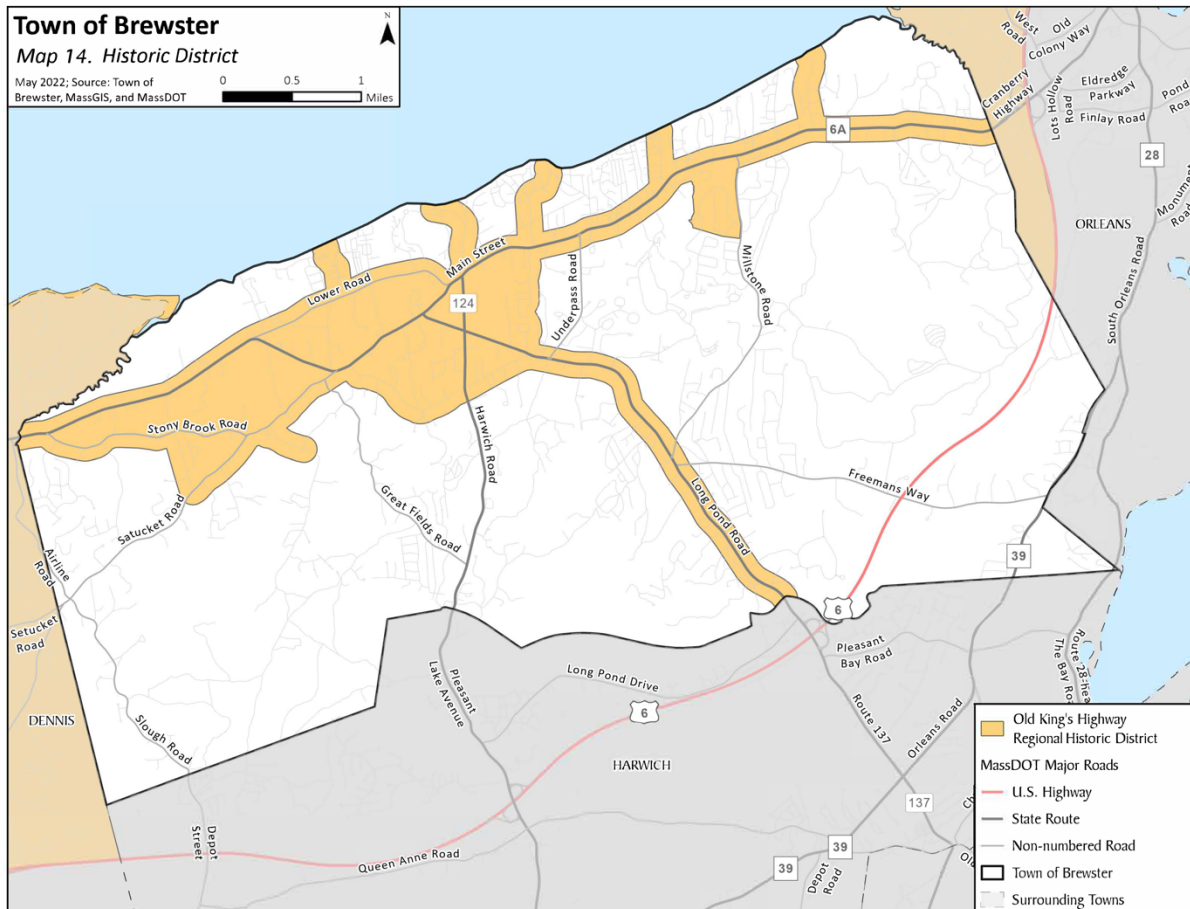 Town of Brewster
Map 14. Historic District
May 2022; Source: Town of
Brewster, MassGIS, and MassDOT
0 0.5 1
Miles
N
West
Road
Old
Colony Way
Cranberry
Highway
Lots Hollow
Road
Eldredge
Parkway
Pond
Finlay Road
6A
28
Monument
ORLEANS
South Orleans Road
Main Street
Lower Road
124
Underpass Road
Millstone Road
Stony Brook Road
Harwich Road
Satucket Road
Great Fields Road
Long Pond Road
Freemans Way
Airline
Road
39
Setucket
Road
6
Pleasant
Bay Road
Route 28-
The Bay Road
Pleasant
Lake Avenue
Long Pond Drive
6
DENNIS
Slough Road
Route 137
Orleans Road
HARWICH
137
Depot
Street
Queen Anne Road
39
39
Depot
Road
Old King's Highway
Regional Historic District
MassDOT Major Roads
U.S. Highway
State Route
Non-numbered Road
Town of Brewster
Surrounding Towns